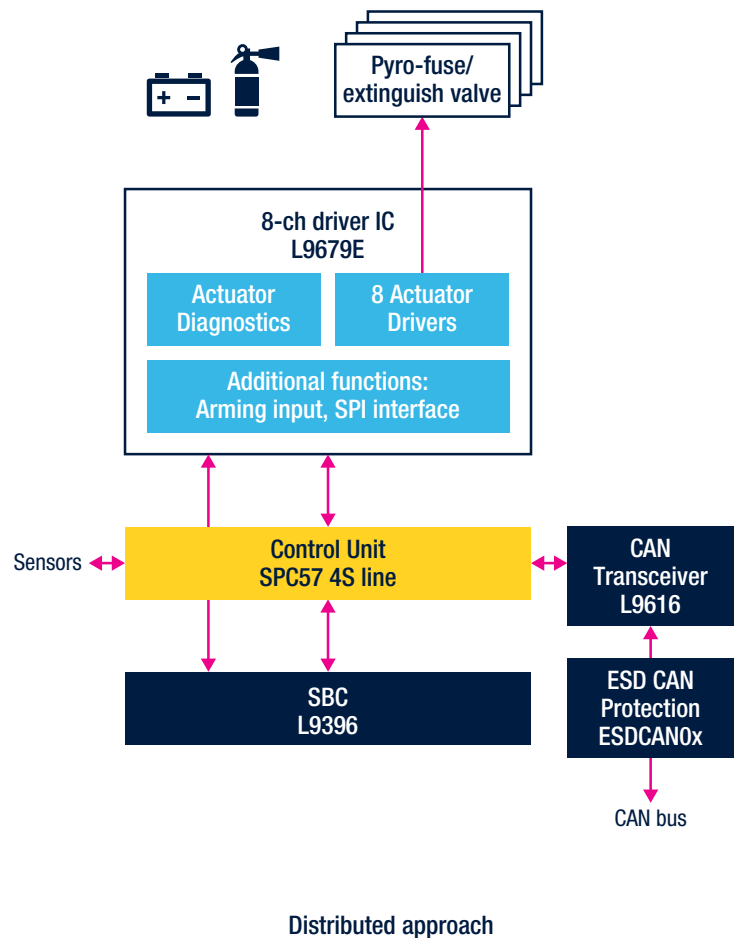 Pyro-fuse/
extinguish valve
+ −
8-ch driver IC
L9679E
Actuator
Diagnostics
8 Actuator
Drivers
Additional functions:
Arming input, SPI interface
Sensors
Control Unit
SPC57 4S line
CAN
Transceiver
L9616
SBC
L9396
ESD CAN
Protection
ESDCAN0x
CAN bus
Distributed approach